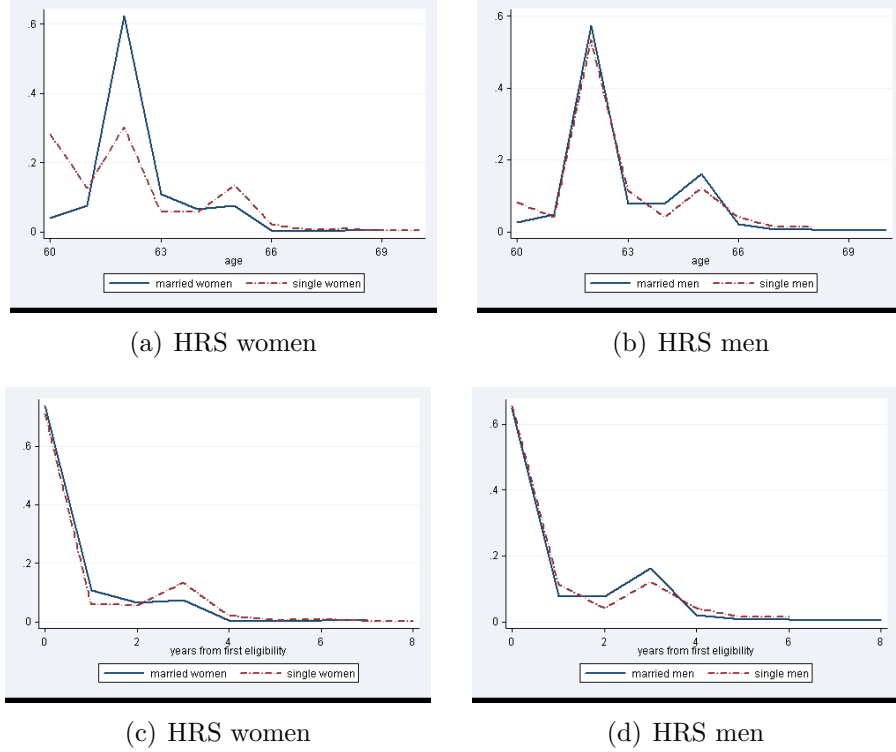 .6
.4
.2
0
60
63
66
69
age
married women
single women
(a) HRS women
.6
.4
.2
0
60
63
66
69
age
married men
single men
(b) HRS men
.6
.4
.2
0
0
2
4
6
8
years from first eligibility
married women
single women
(c) HRS women
.6
.4
.2
0
0
2
4
6
8
years from first eligibility
married men
single men
(d) HRS men